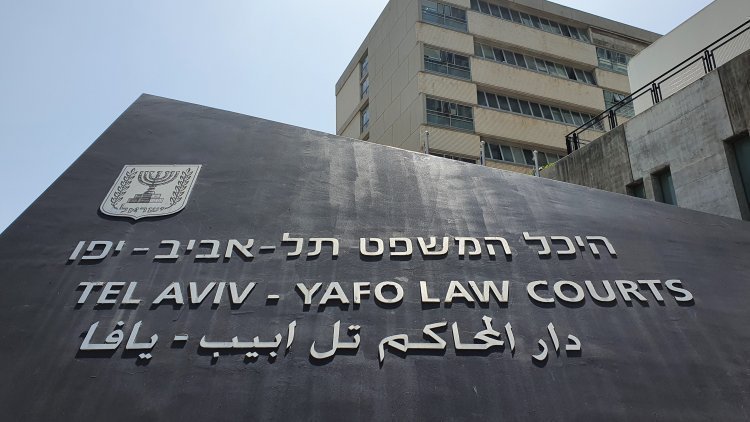 היכל המשפט תל-אביב-יפו
TEL AVIV - YAFO LAW COURTS
دار المحاكم تل ابيب - يافا